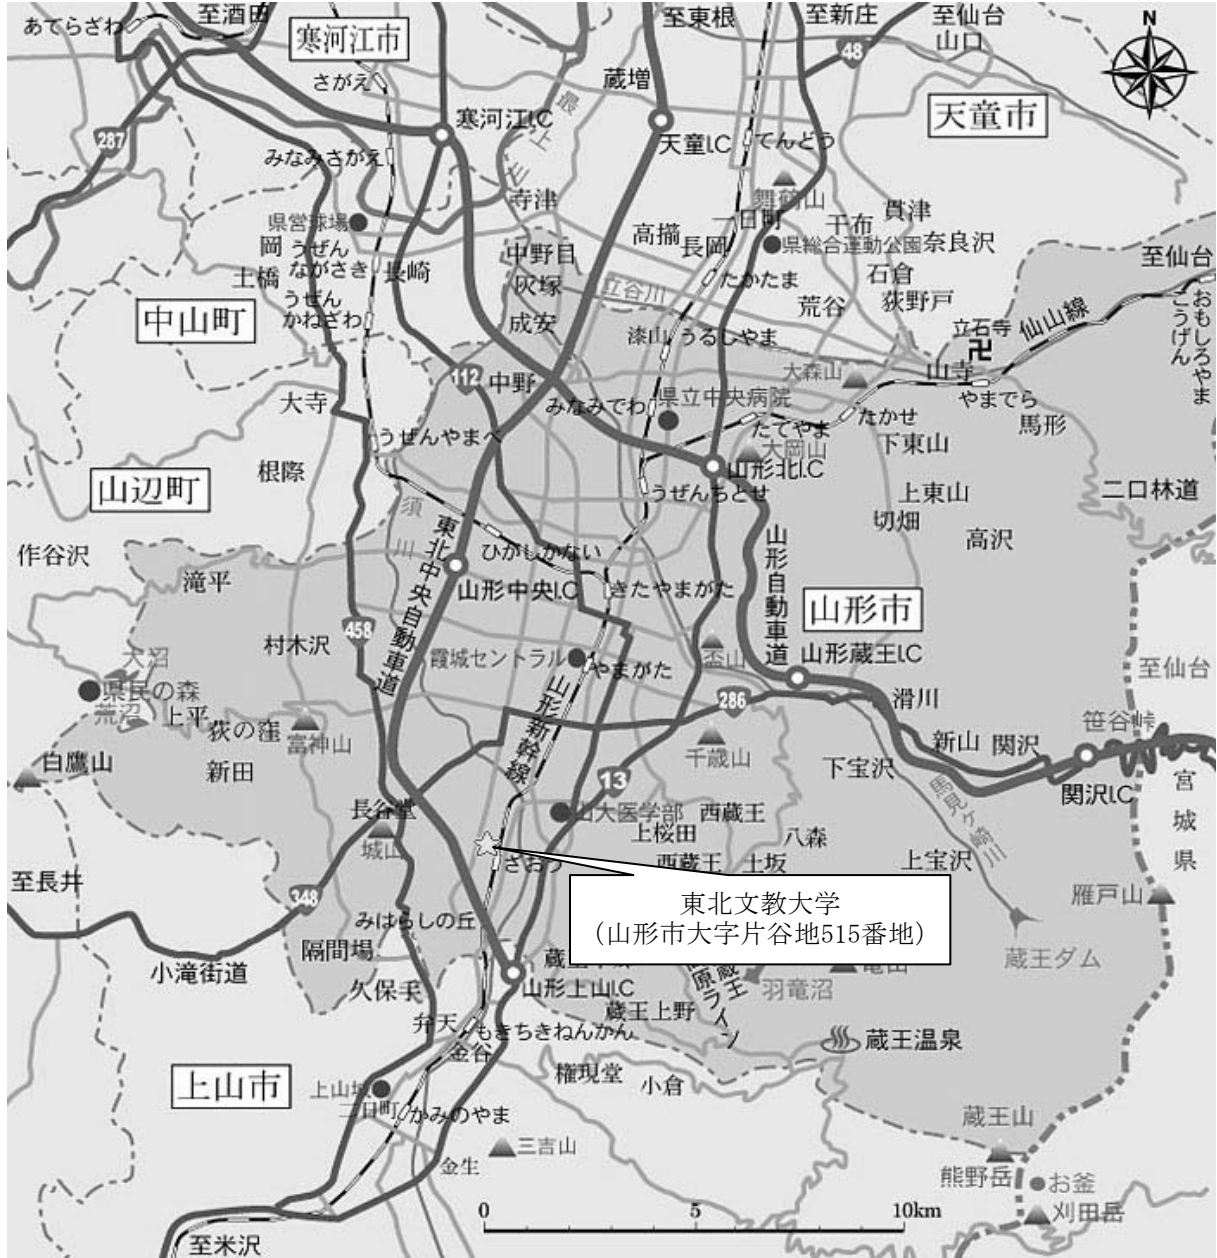 至酒田
あてらざわ
寒河江市
さがえ
至東根
至新庄
至仙台
山口
48
N
蔵増
天童市
寒河江I.C
最上川
天童I.C
てんどう
287
みなみさがえ
舞鶴山
寺津
県営球場
高擶
二日町
干布
貫津
長岡
県総合運動公園
奈良沢
岡
うぜん
ながさき
長崎
中野目
土橋
灰塚
立谷川
たかたま
石倉
荻野戸
荒谷
至仙台
おもしろやま
こうげん
中山町
うぜん
かねざわ
成安
漆山
うるしやま
立石寺
仙山線
112
中野
大森山
山寺
やまでら
大寺
みなみでわ
県立中央病院
たてやま
たかせ
馬形
うぜんやまべ
大岡山
下東山
山辺町
根際
山形北I.C
うぜんちとせ
上東山
二口林道
須川
切畑
高沢
作谷沢
東北中央自動車道
ひがしかない
山形自動車道
滝平
山形中央I.C
きたやまがた
山形市
458
村木沢
霞城セントラル
やまがた
盃山
山形蔵王I.C
大沼
県民の森
荒沼
上平
荻の窪
富神山
山形新幹線
286
滑川
至仙台
笹谷峠
新山
関沢
白鷹山
新田
千歳山
下宝沢
馬見ヶ崎川
関沢I.C
宮城県
13
長谷堂
城山
山大医学部
西蔵王
上桜田
八森
西蔵王
土坂
上宝沢
ざおう
至長井
348
東北文教大学
(山形市大字片谷地515番地)
雁戸山
みはらしの丘
隔間場
小滝街道
久保手
山形上山I.C
羽竜沼
蔵王ダム
蔵王上野
弁天
もきちきねんかん
金谷
蔵王温泉
上山市
上山城
二日町
かみのやま
権現堂
小倉
蔵王山
三吉山
熊野岳
お釜
金生
刈田岳
0
5
10km
至米沢